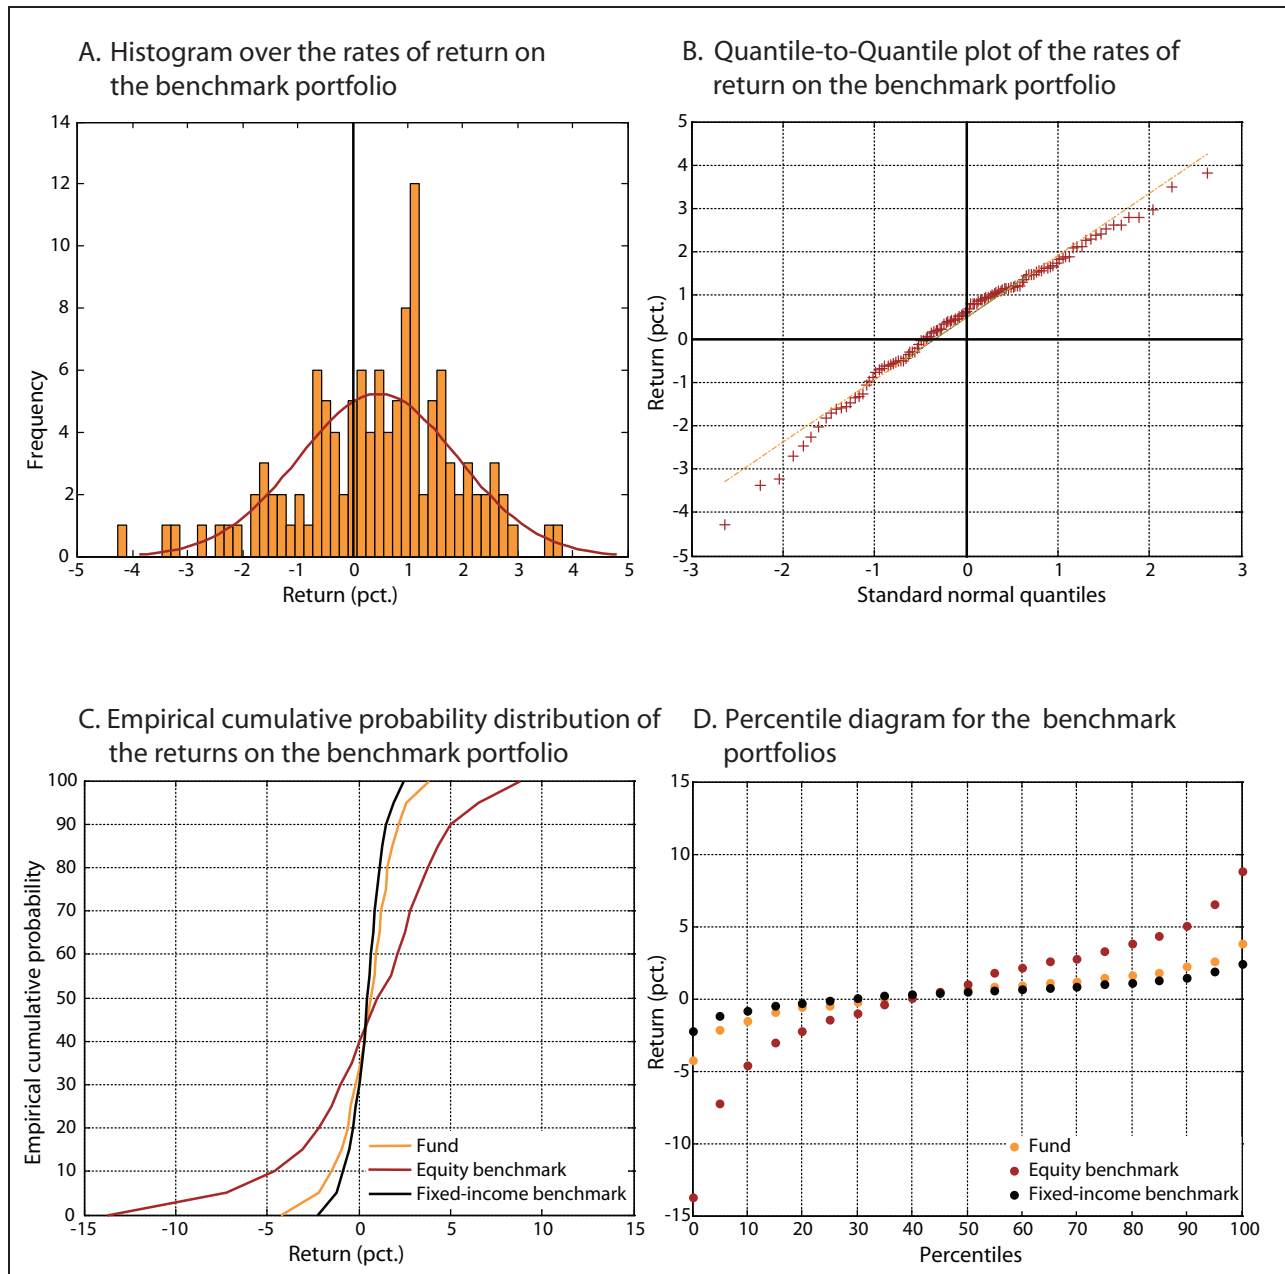 A. Histogram over the rates of return on
the benchmark portfolio
Frequency
14
12
10
8
6
4
2
0
-5 -4 -3 -2 -1 0 1 2 3 4 5
Return (pct.)
B. Quantile-to-Quantile plot of the rates of
return on the benchmark portfolio
Return (pct.)
5
4
3
2
1
0
-1
-2
-3
-4
-5
-3 -2 -1 0 1 2 3
Standard normal quantiles
C. Empirical cumulative probability distribution of
the returns on the benchmark portfolio
Empirical cumulative probability
100
90
80
70
60
50
40
30
20
10
0
Fund
Equity benchmark
Fixed-income benchmark
-15 -10 -5 0 5 10 15
Return (pct.)
D. Percentile diagram for the benchmark
portfolios
Return (pct.)
15
10
5
0
-5
-10
-15
Fund
Equity benchmark
Fixed-income benchmark
0 10 20 30 40 50 60 70 80 90 100
Percentiles